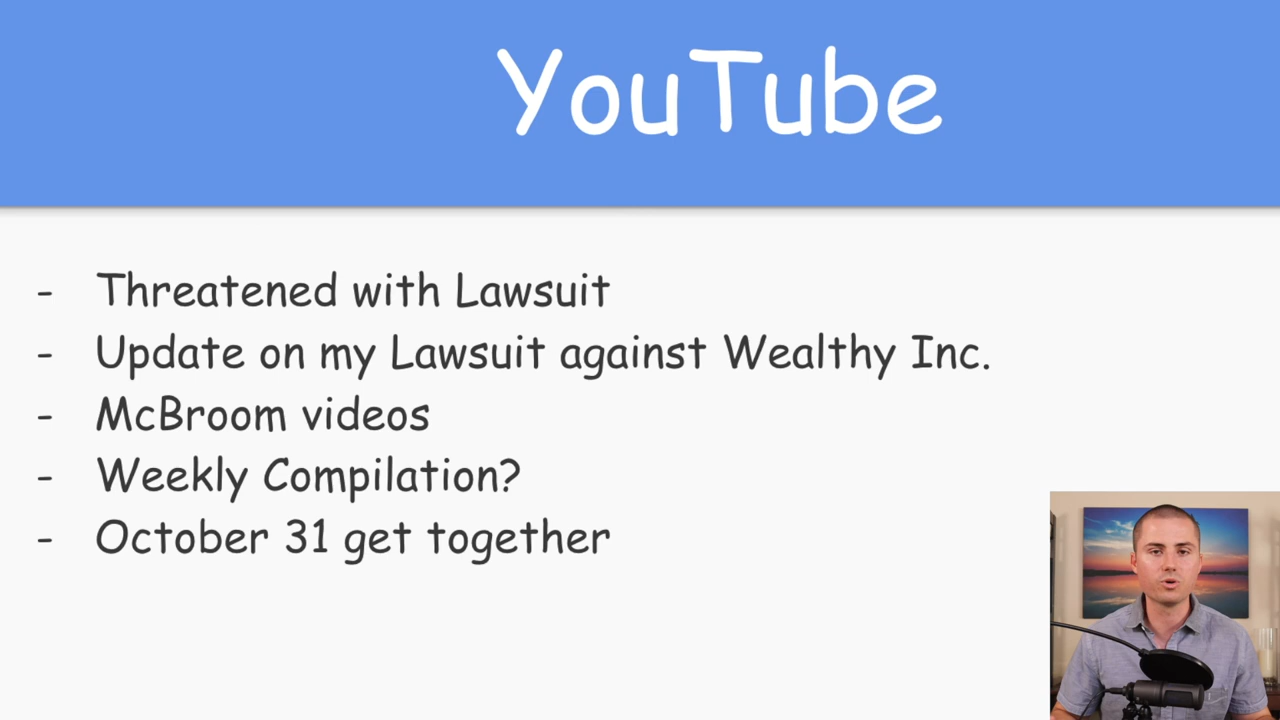 YouTube
- Threatened with Lawsuit
- Update on my Lawsuit against Wealthy Inc.
- McBroom videos
- Weekly Compilation?
- October 31 get together